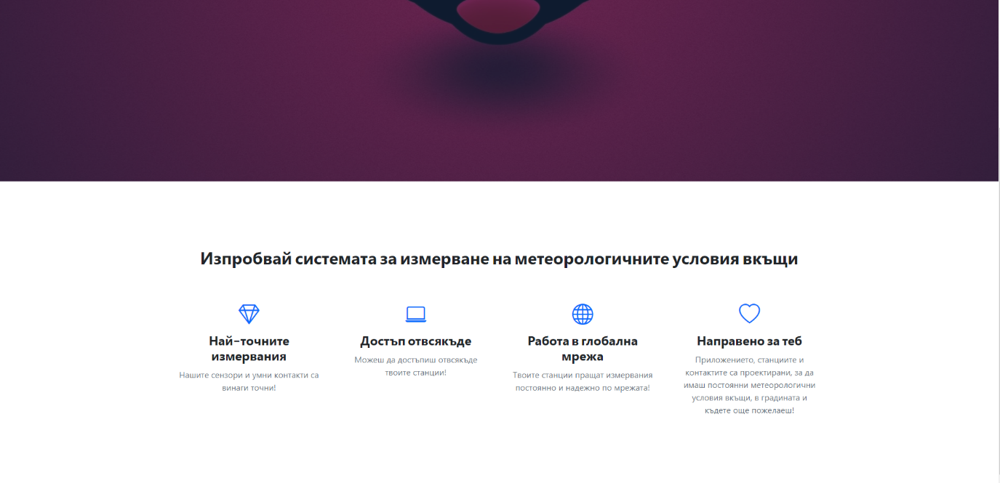 Изпробвай системата за измерване на метеорологичните условия вкъщи
Най-точните
измервания
Нашите сензори и умни контакти са
винаги точни!
Достъп отвсякъде
Можеш да достъпиш отвсякъде
твоите станции!
Работа в глобална
мрежа
Твоите станции пращат измервания
постоянно и надежно по мрежата!
Направено за теб
Приложението, станциите и
контактите са проектирани, за да
имаш постоянни метеорологични
условия вкъщи, в градината и
където още пожелаеш!